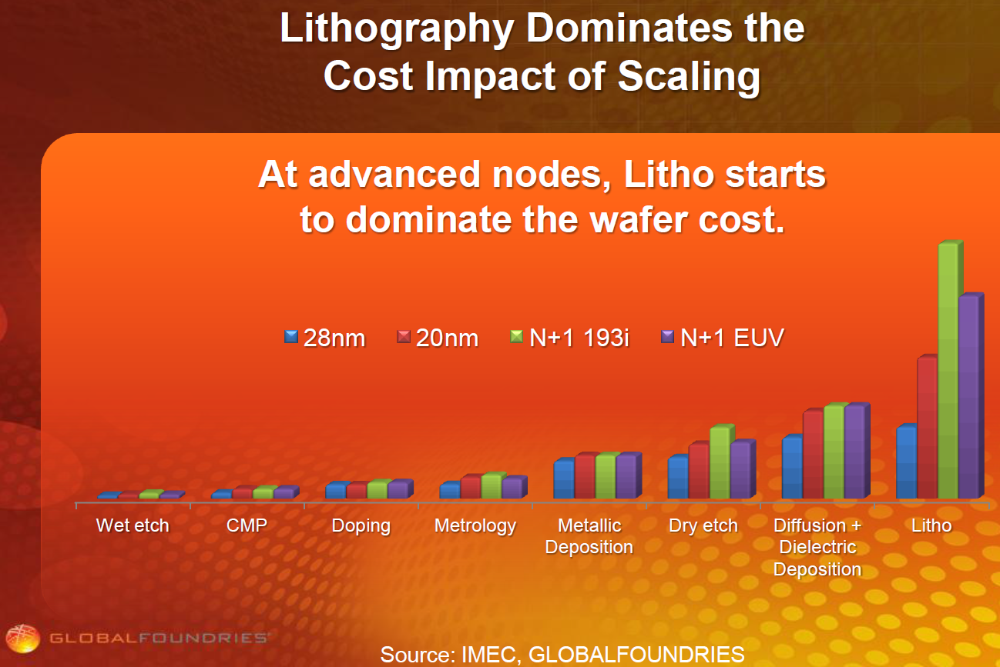 Lithography Dominates the
Cost Impact of Scaling
At advanced nodes, Litho starts
to dominate the wafer cost.
28nm 20nm N+1 193i N+1 EUV
Wet etch CMP Doping Metrology Metallic Deposition Dry etch Diffusion + Dielectric Deposition Litho
GLOBALFOUNDRIES
Source: IMEC, GLOBALFOUNDRIES